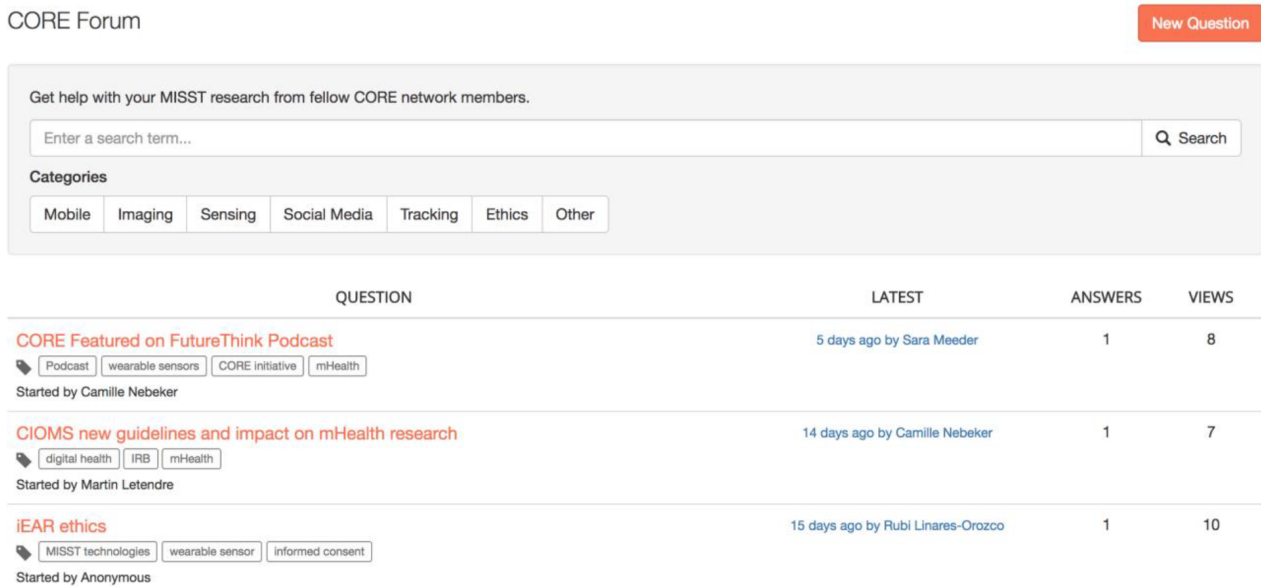 CORE Forum
New Question
Get help with your MISST research from fellow CORE network members.
Enter a search term...
Search
Categories
Mobile Imaging Sensing Social Media Tracking Ethics Other
QUESTION LATEST ANSWERS VIEWS
CORE Featured on FutureThink Podcast 5 days ago by Sara Meeder 1 8
Podcast wearable sensors CORE initiative mHealth
Started by Camille Nebeker
CIOMS new guidelines and impact on mHealth research 14 days ago by Camille Nebeker 1 7
digital health IRB mHealth
Started by Martin Letendre
iEAR ethics 15 days ago by Rubi Linares-Orozco 1 10
MISST technologies wearable sensor informed consent
Started by Anonymous